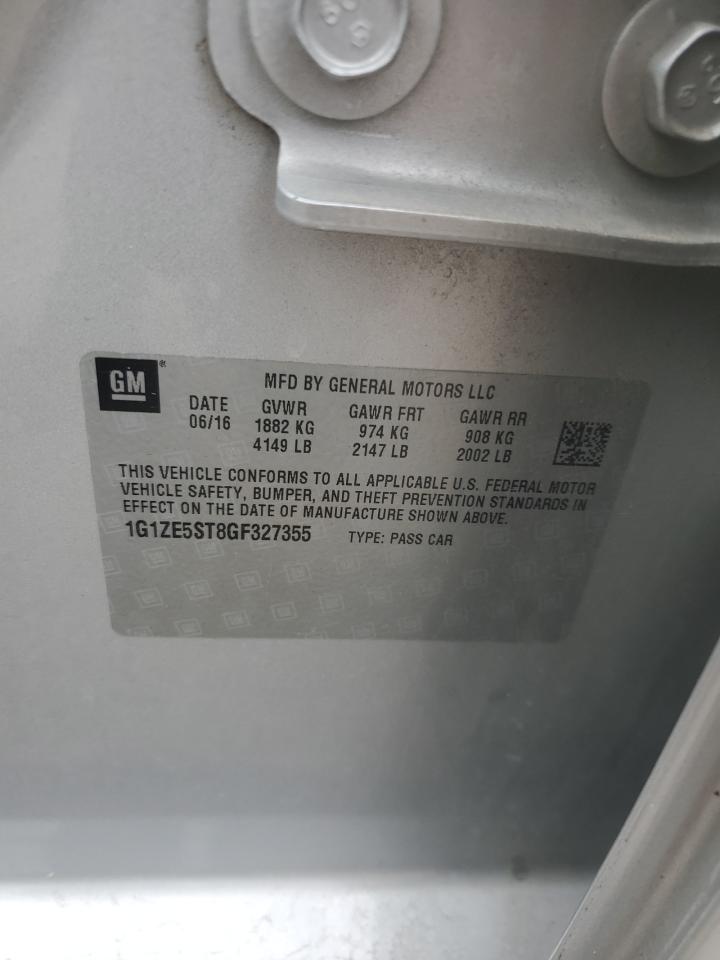 GM ®
MFD BY GENERAL MOTORS LLC
DATE GVWR GAWR FRT GAWR RR
06/16 1882 KG 974 KG 908 KG
4149 LB 2147 LB 2002 LB
THIS VEHICLE CONFORMS TO ALL APPLICABLE U.S. FEDERAL MOTOR
VEHICLE SAFETY, BUMPER, AND THEFT PREVENTION STANDARDS IN
EFFECT ON THE DATE OF MANUFACTURE SHOWN ABOVE.
1G1ZE5ST8GF327355 TYPE: PASS CAR